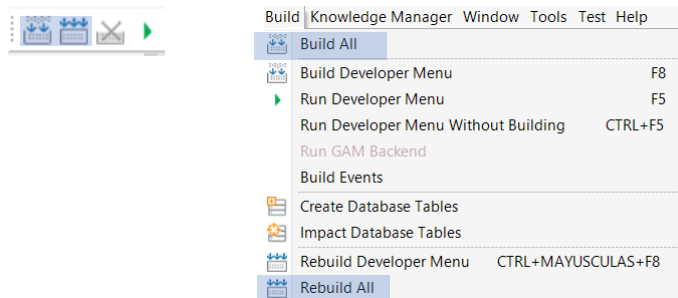 Build Knowledge Manager Window Tools Test Help
Build All
Build Developer Menu F8
Run Developer Menu F5
Run Developer Menu Without Building CTRL+F5
Run GAM Backend
Build Events
Create Database Tables
Impact Database Tables
Rebuild Developer Menu CTRL+MAYUSCULAS+F8
Rebuild All